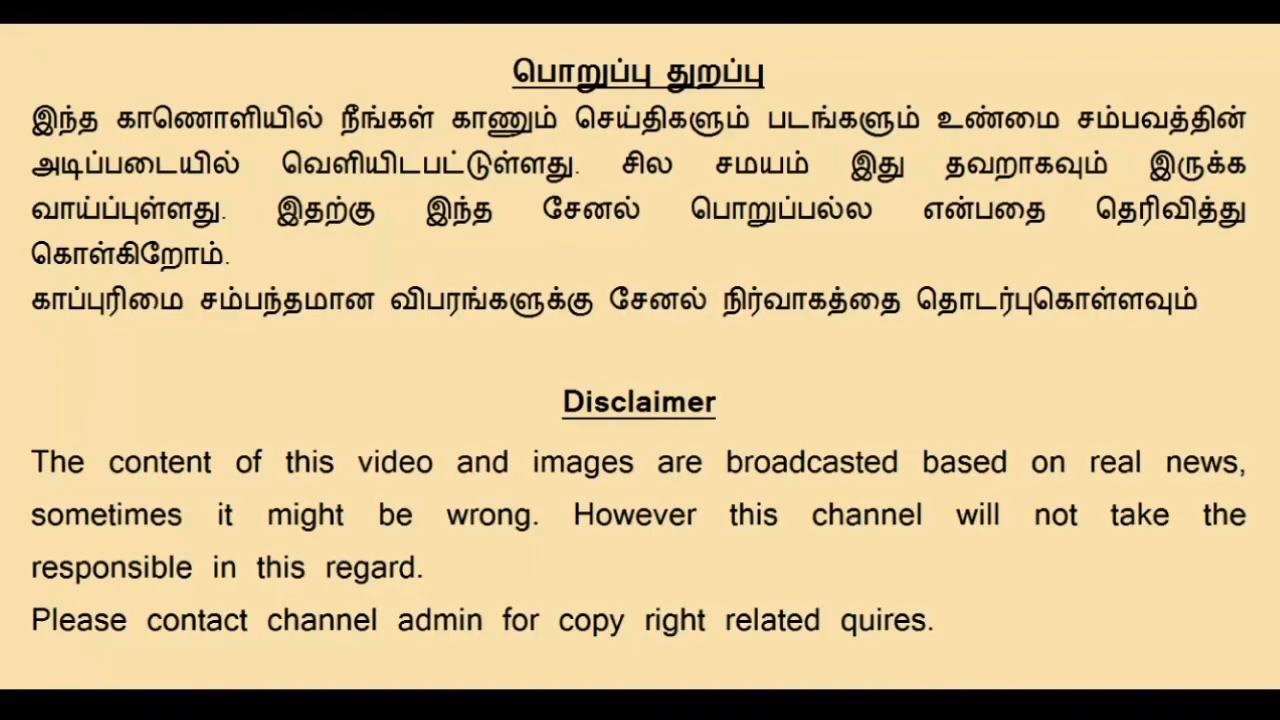 பொறுப்பு துறப்பு
இந்த காணொளியில் நீங்கள் காணும் செய்திகளும் படங்களும் உண்மை சம்பவத்தின்
அடிப்படையில் வெளியிடபட்டுள்ளது. சில சமயம் இது தவறாகவும் இருக்க
வாய்ப்புள்ளது. இதற்கு இந்த சேனல் பொறுப்பல்ல என்பதை தெரிவித்து
கொள்கிறோம்.
காப்புரிமை சம்பந்தமான விபரங்களுக்கு சேனல் நிர்வாகத்தை தொடர்புகொள்ளவும்
Disclaimer
The content of this video and images are broadcasted based on real news,
sometimes it might be wrong. However this channel will not take the
responsible in this regard.
Please contact channel admin for copy right related quires.